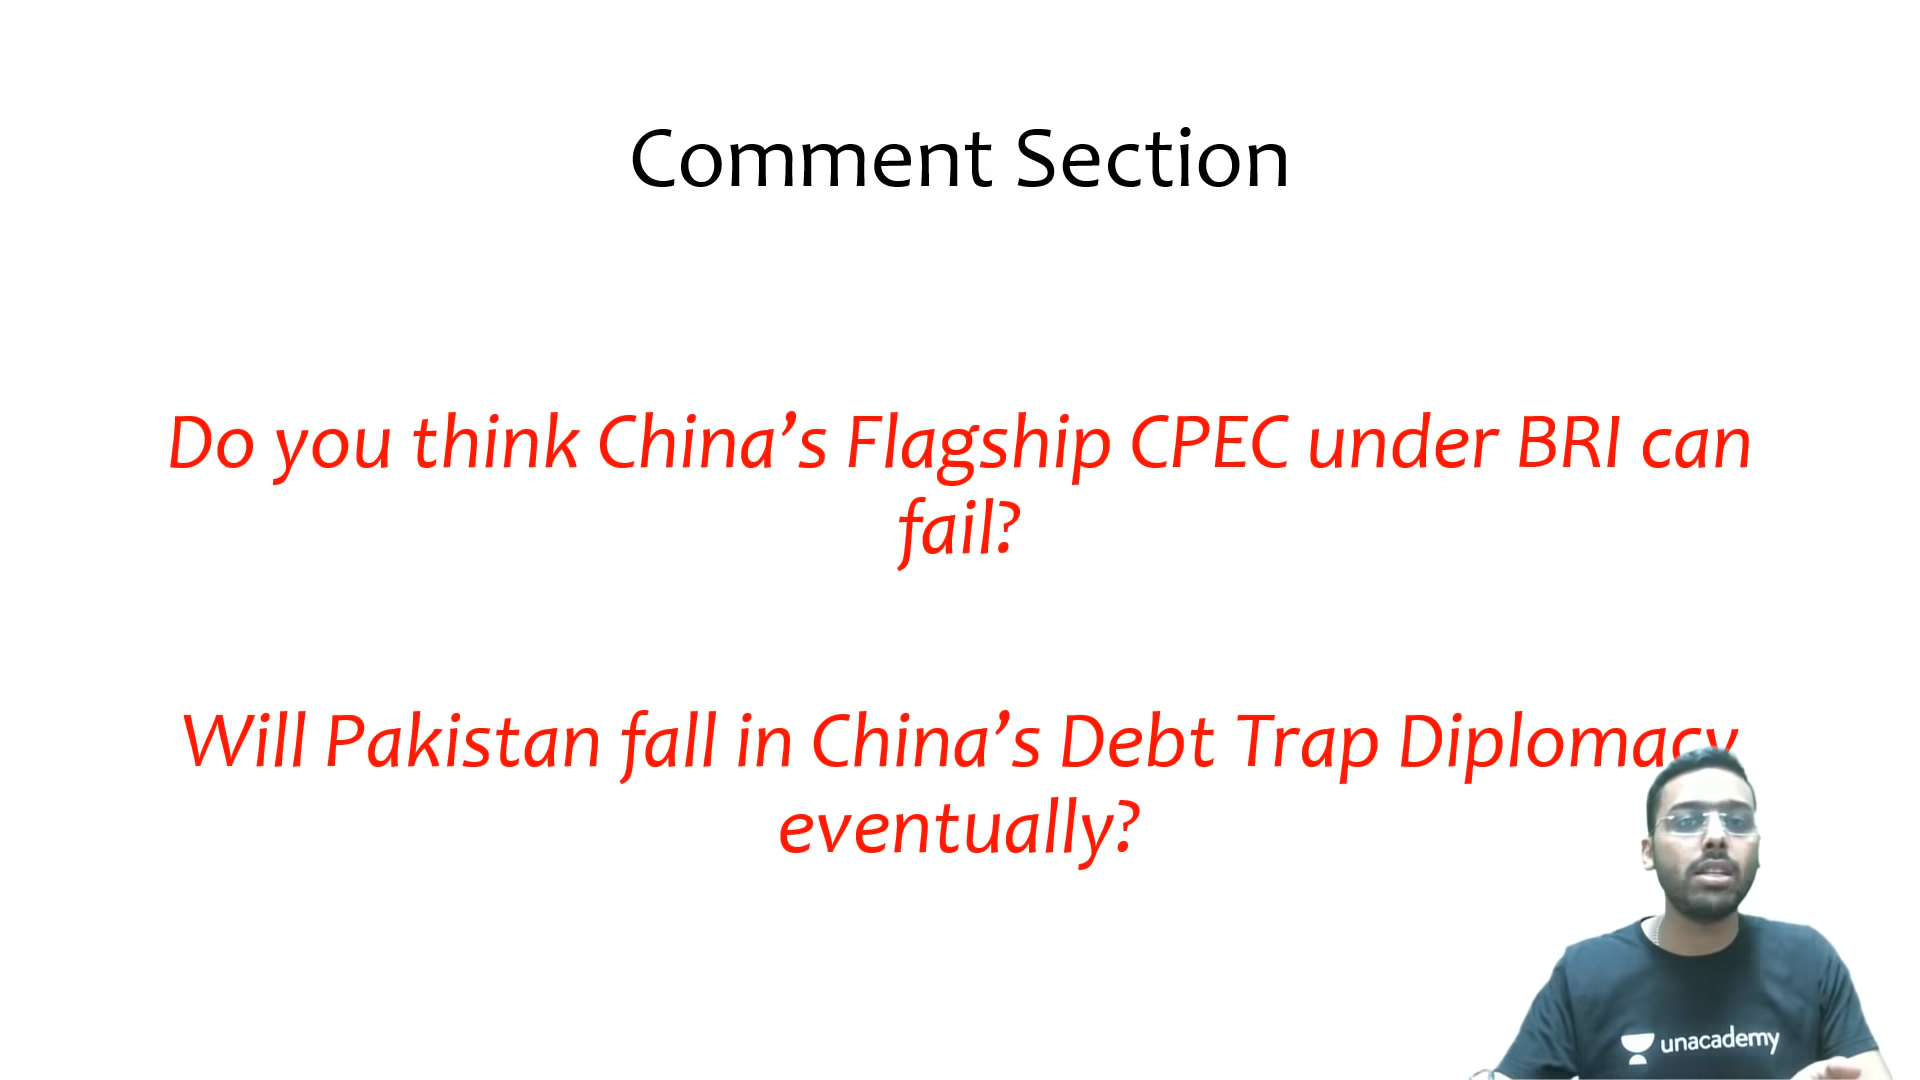 Comment Section
Do you think China’s Flagship CPEC under BRI can
fail?
Will Pakistan fall in China’s Debt Trap Diplomacy
eventually?
unacademy